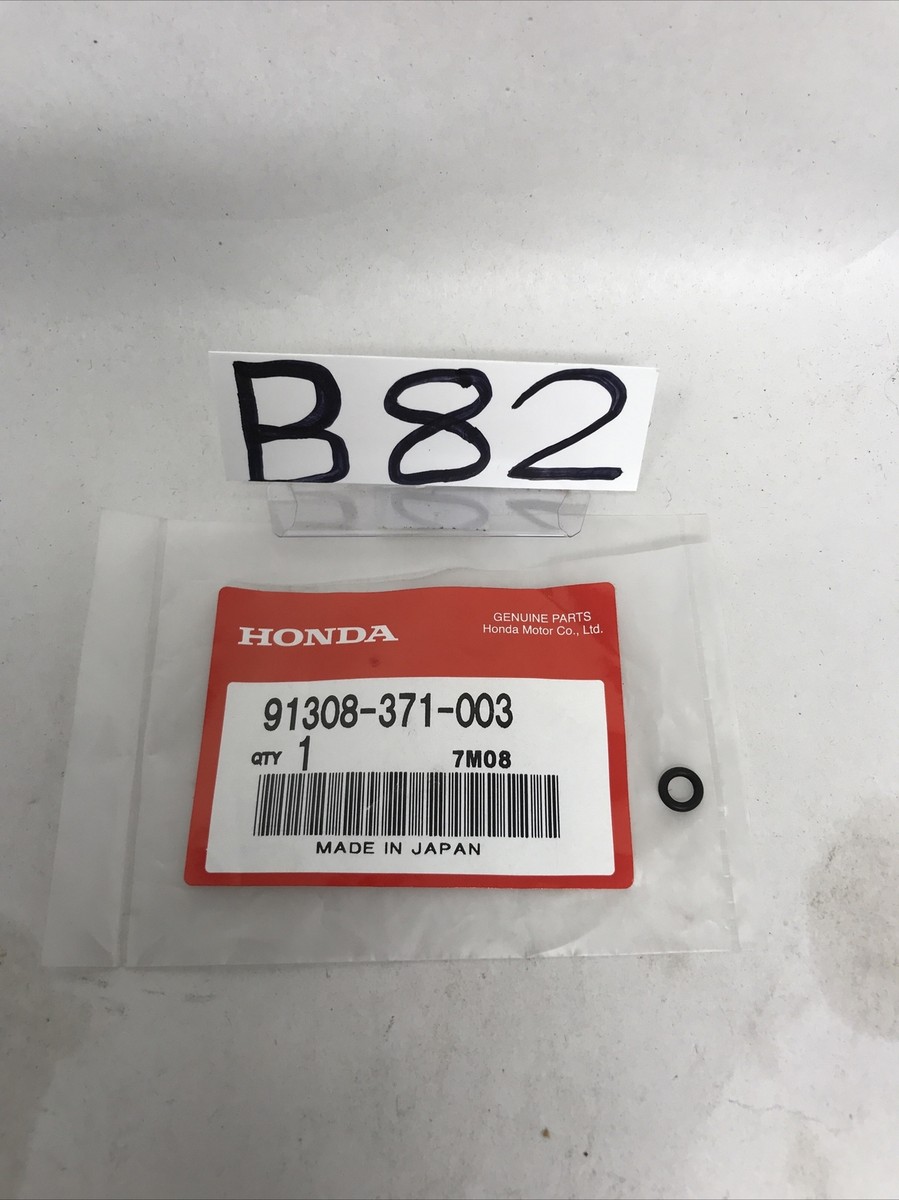 B82
HONDA
GENUINE PARTS
Honda Motor Co., Ltd.
91308-371-003
QTY 1 7M08
MADE IN JAPAN